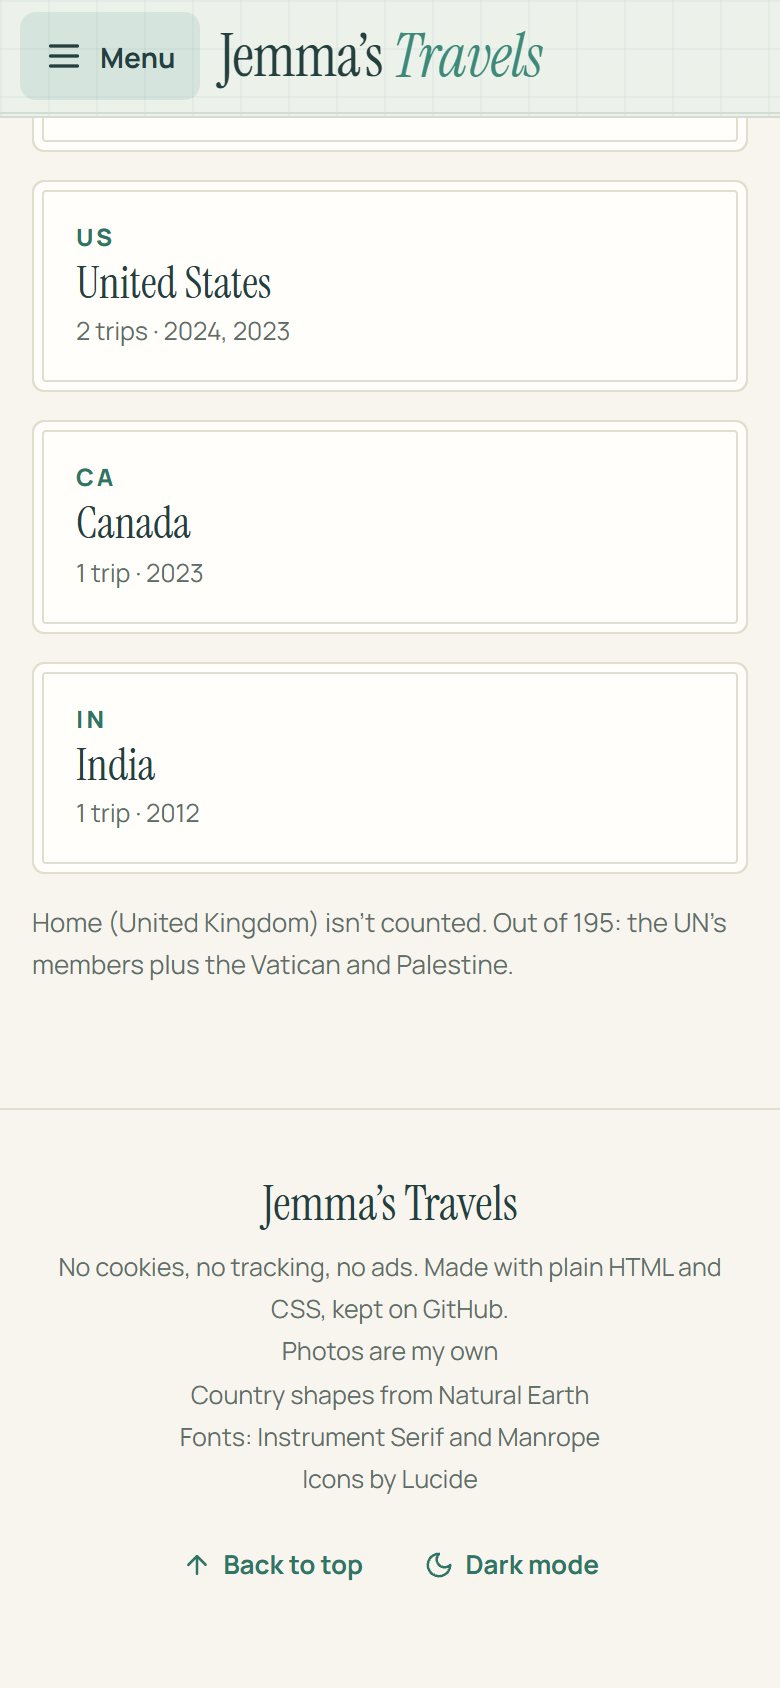 Menu
Jemma’s Travels
US
United States
2 trips · 2024, 2023
CA
Canada
1 trip · 2023
IN
India
1 trip · 2012
Home (United Kingdom) isn’t counted. Out of 195: the UN’s
members plus the Vatican and Palestine.
Jemma’s Travels
No cookies, no tracking, no ads. Made with plain HTML and
CSS, kept on GitHub.
Photos are my own
Country shapes from Natural Earth
Fonts: Instrument Serif and Manrope
Icons by Lucide
Back to top
Dark mode